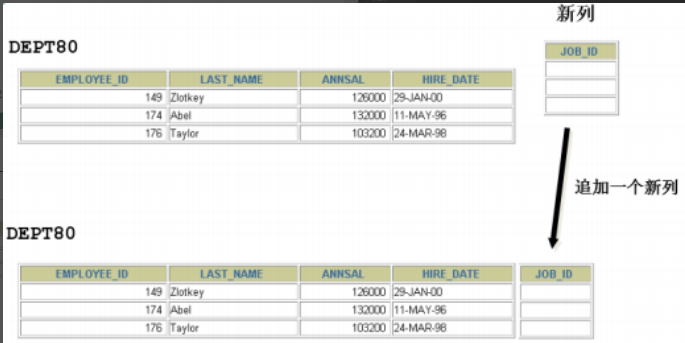 新列
DEPT80
JOB_ID
EMPLOYEE_ID LAST_NAME ANNSAL HIRE_DATE
149 Zlotkey 126000 29-JAN-00
174 Abel 132000 11-MAY-96
176 Taylor 103200 24-MAR-98
追加一个新列
DEPT80
EMPLOYEE_ID LAST_NAME ANNSAL HIRE_DATE JOB_ID
149 Zlotkey 126000 29-JAN-00
174 Abel 132000 11-MAY-96
176 Taylor 103200 24-MAR-98